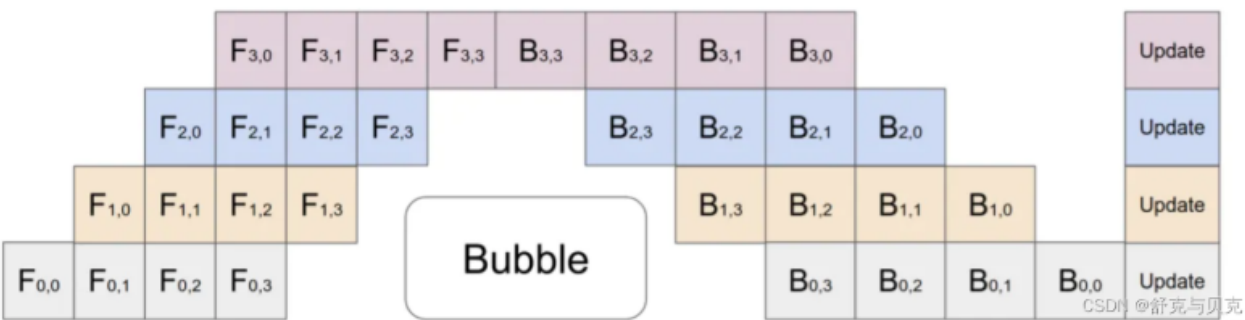 F3,0 F3,1 F3,2 F3,3 B3,3 B3,2 B3,1 B3,0 Update
F2,0 F2,1 F2,2 F2,3 B2,3 B2,2 B2,1 B2,0 Update
F1,0 F1,1 F1,2 F1,3 B1,3 B1,2 B1,1 B1,0 Update
Bubble
F0,0 F0,1 F0,2 F0,3 B0,3 B0,2 B0,1 B0,0 Update
CSDN @舒克与贝克